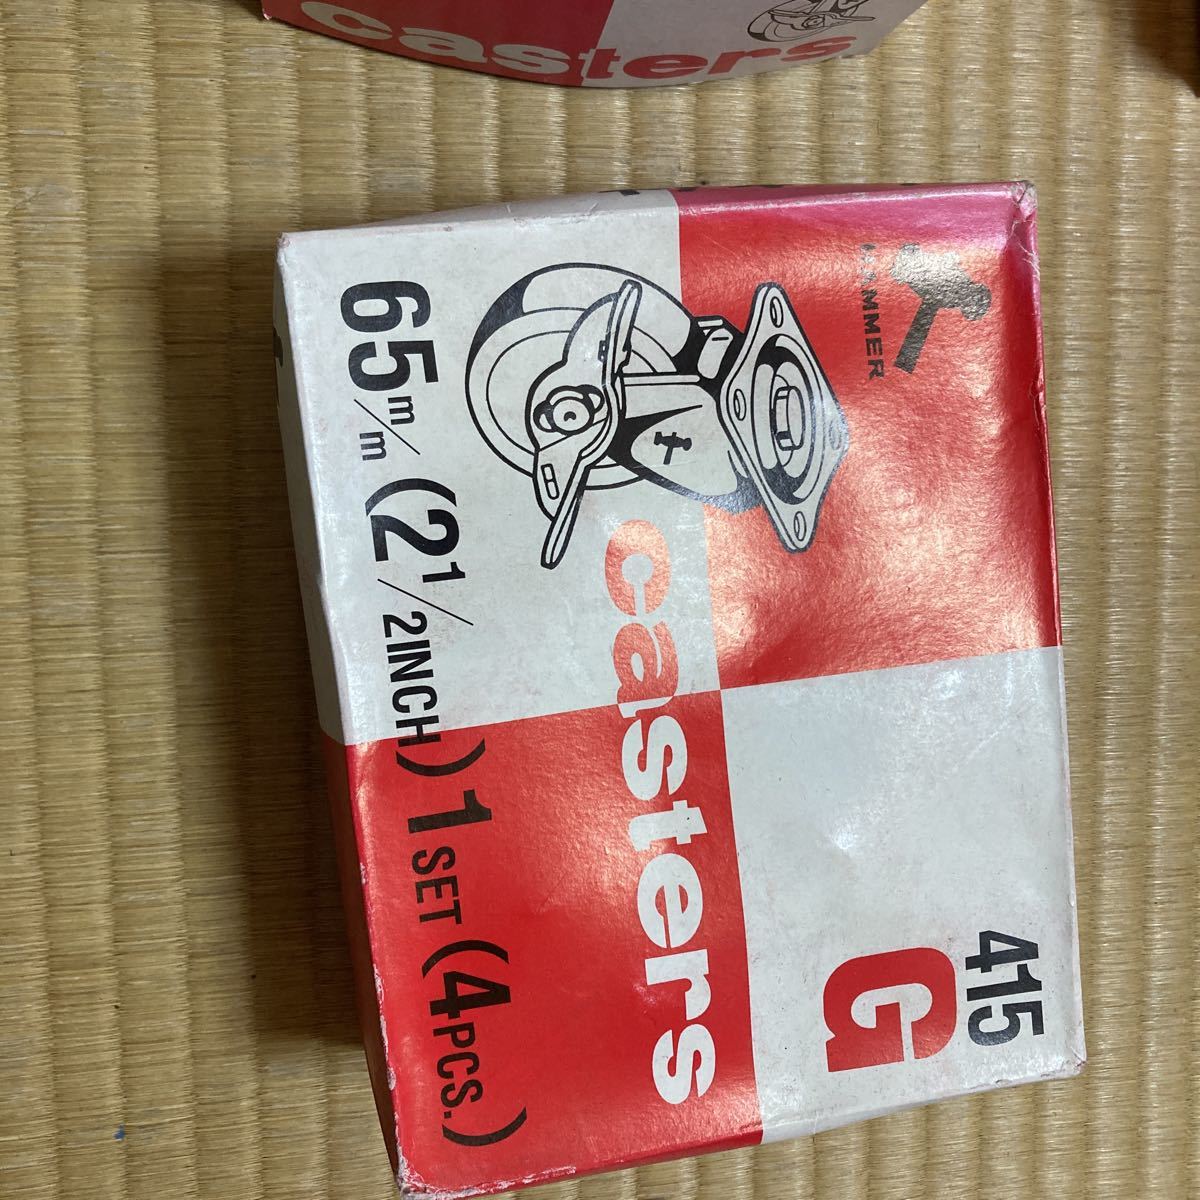 casters
HAMMER
415
G
casters
65m/m (2 1/2INCH) 1 SET (4PCS.)